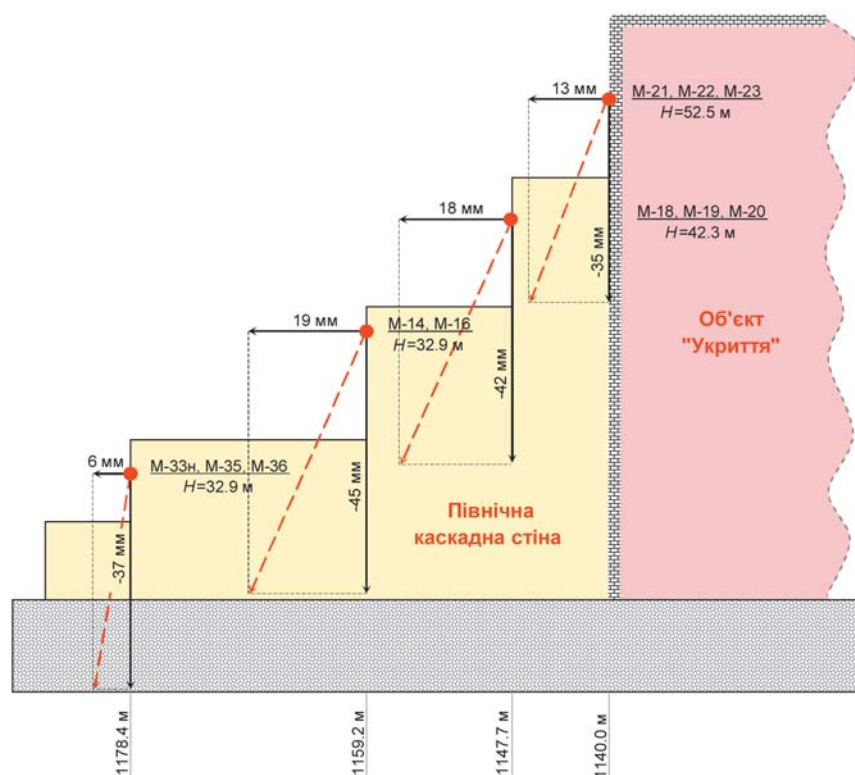 13 мм
М-21, М-22, М-23
H=52.5 м
18 мм
М-18, М-19, М-20
H=42.3 м
-35 мм
19 мм
М-14, М-16
H=32.9 м
Об'єкт
"Укриття"
-42 мм
6 мм
М-33н, М-35, М-36
H=32.9 м
-45 мм
Північна
каскадна стіна
-37 мм
1178.4 м
1159.2 м
1147.7 м
1140.0 м